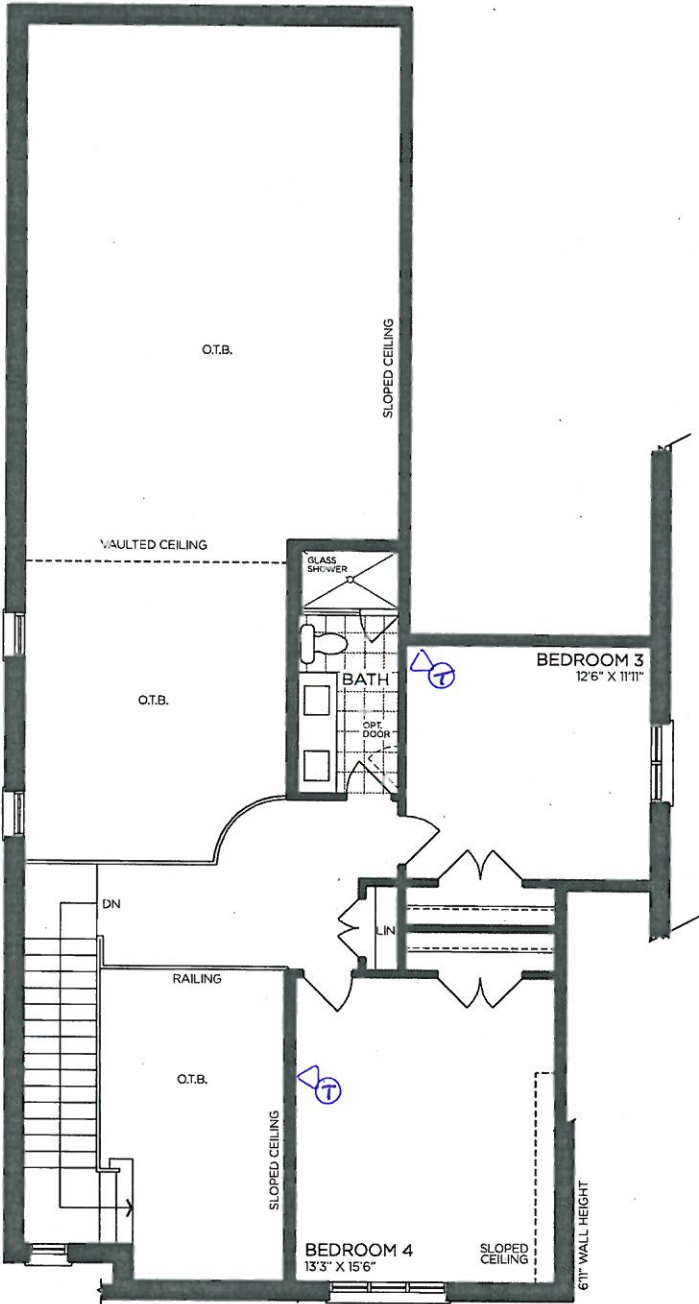 O.T.B.
SLOPED CEILING
VAULTED CEILING
GLASS
SHOWER
BATH
OPT.
DOOR
T
BEDROOM 3
12'6" X 11'11"
O.T.B.
DN
LIN
RAILING
O.T.B.
SLOPED CEILING
T
BEDROOM 4
13'3" X 15'6"
SLOPED
CEILING
6'11" WALL HEIGHT